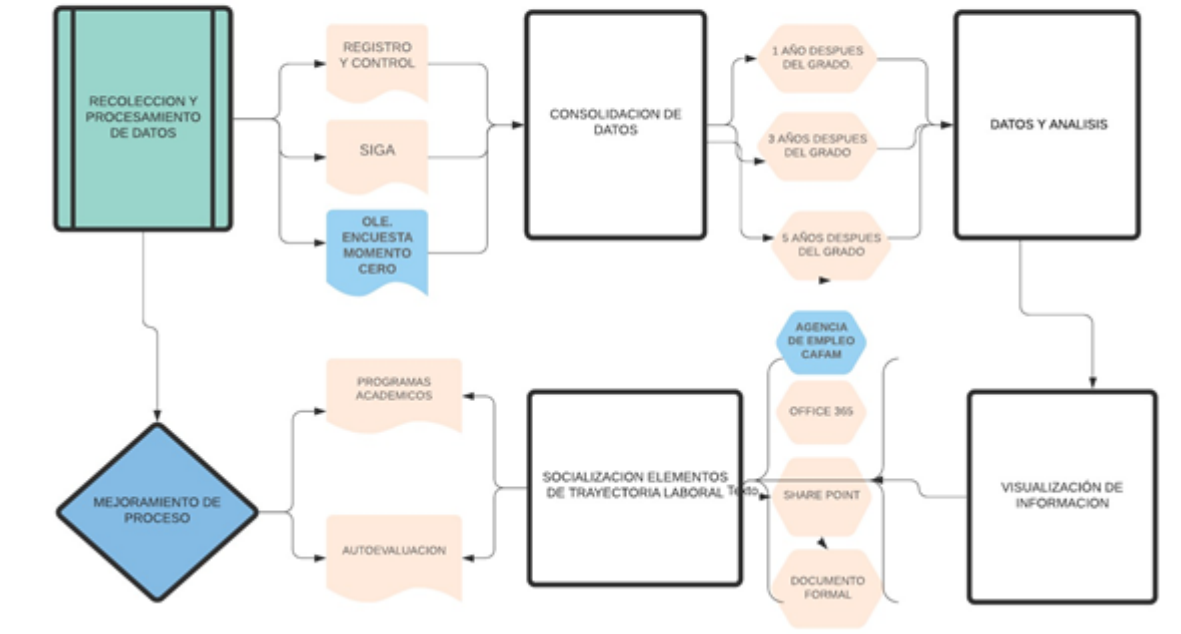 RECOLECCION Y
PROCESAMIENTO
DE DATOS
REGISTRO
Y CONTROL
SIGA
OLE.
ENCUESTA
MOMENTO
CERO
CONSOLIDACION DE
DATOS
1 AÑO DESPUES
DEL GRADO.
3 AÑOS DESPUES
DEL GRADO
5 AÑOS DESPUES
DEL GRADO
DATOS Y ANALISIS
MEJORAMIENTO DE
PROCESO
PROGRAMAS
ACADEMICOS
AUTOEVALUACION
SOCIALIZACION ELEMENTOS
DE TRAYECTORIA LABORAL
Texto
AGENCIA
DE EMPLEO
CAFAM
OFFICE 365
SHARE POINT
DOCUMENTO
FORMAL
VISUALIZACIÓN DE
INFORMACION